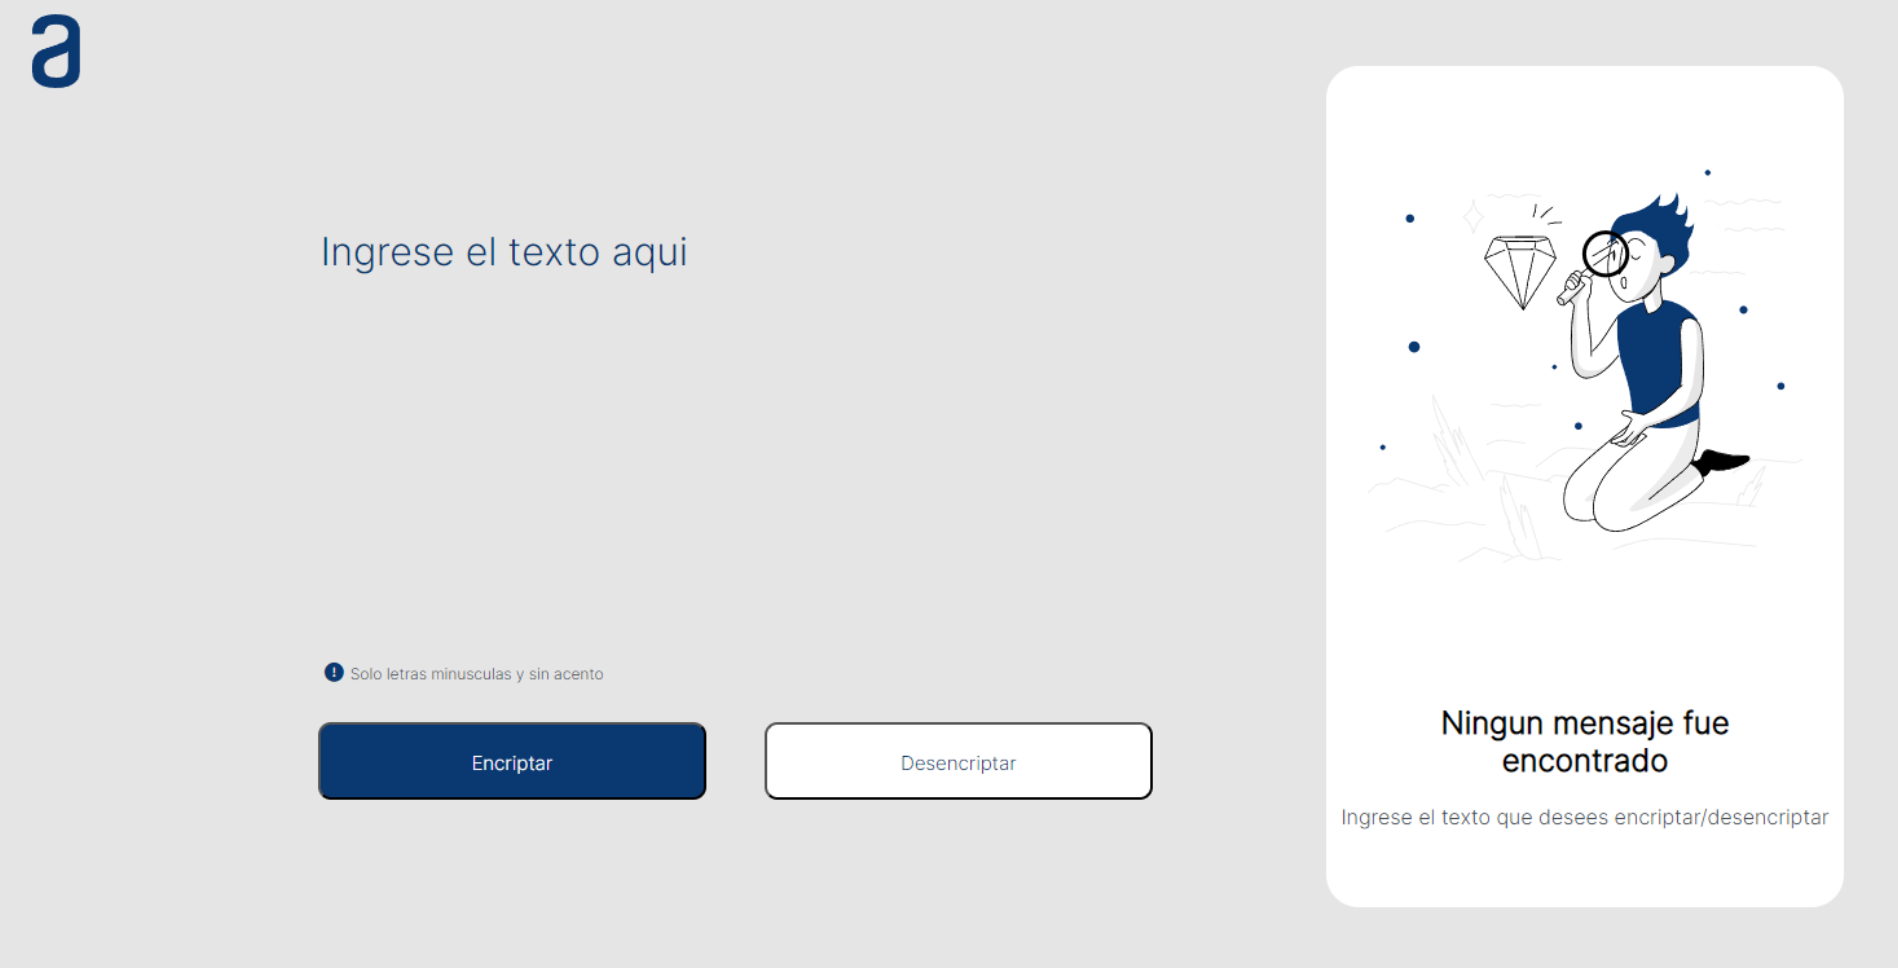 a
Ingrese el texto aqui
Solo letras minusculas y sin acento
Encriptar
Desencriptar
Ningun mensaje fue
encontrado
Ingrese el texto que desees encriptar/desencriptar